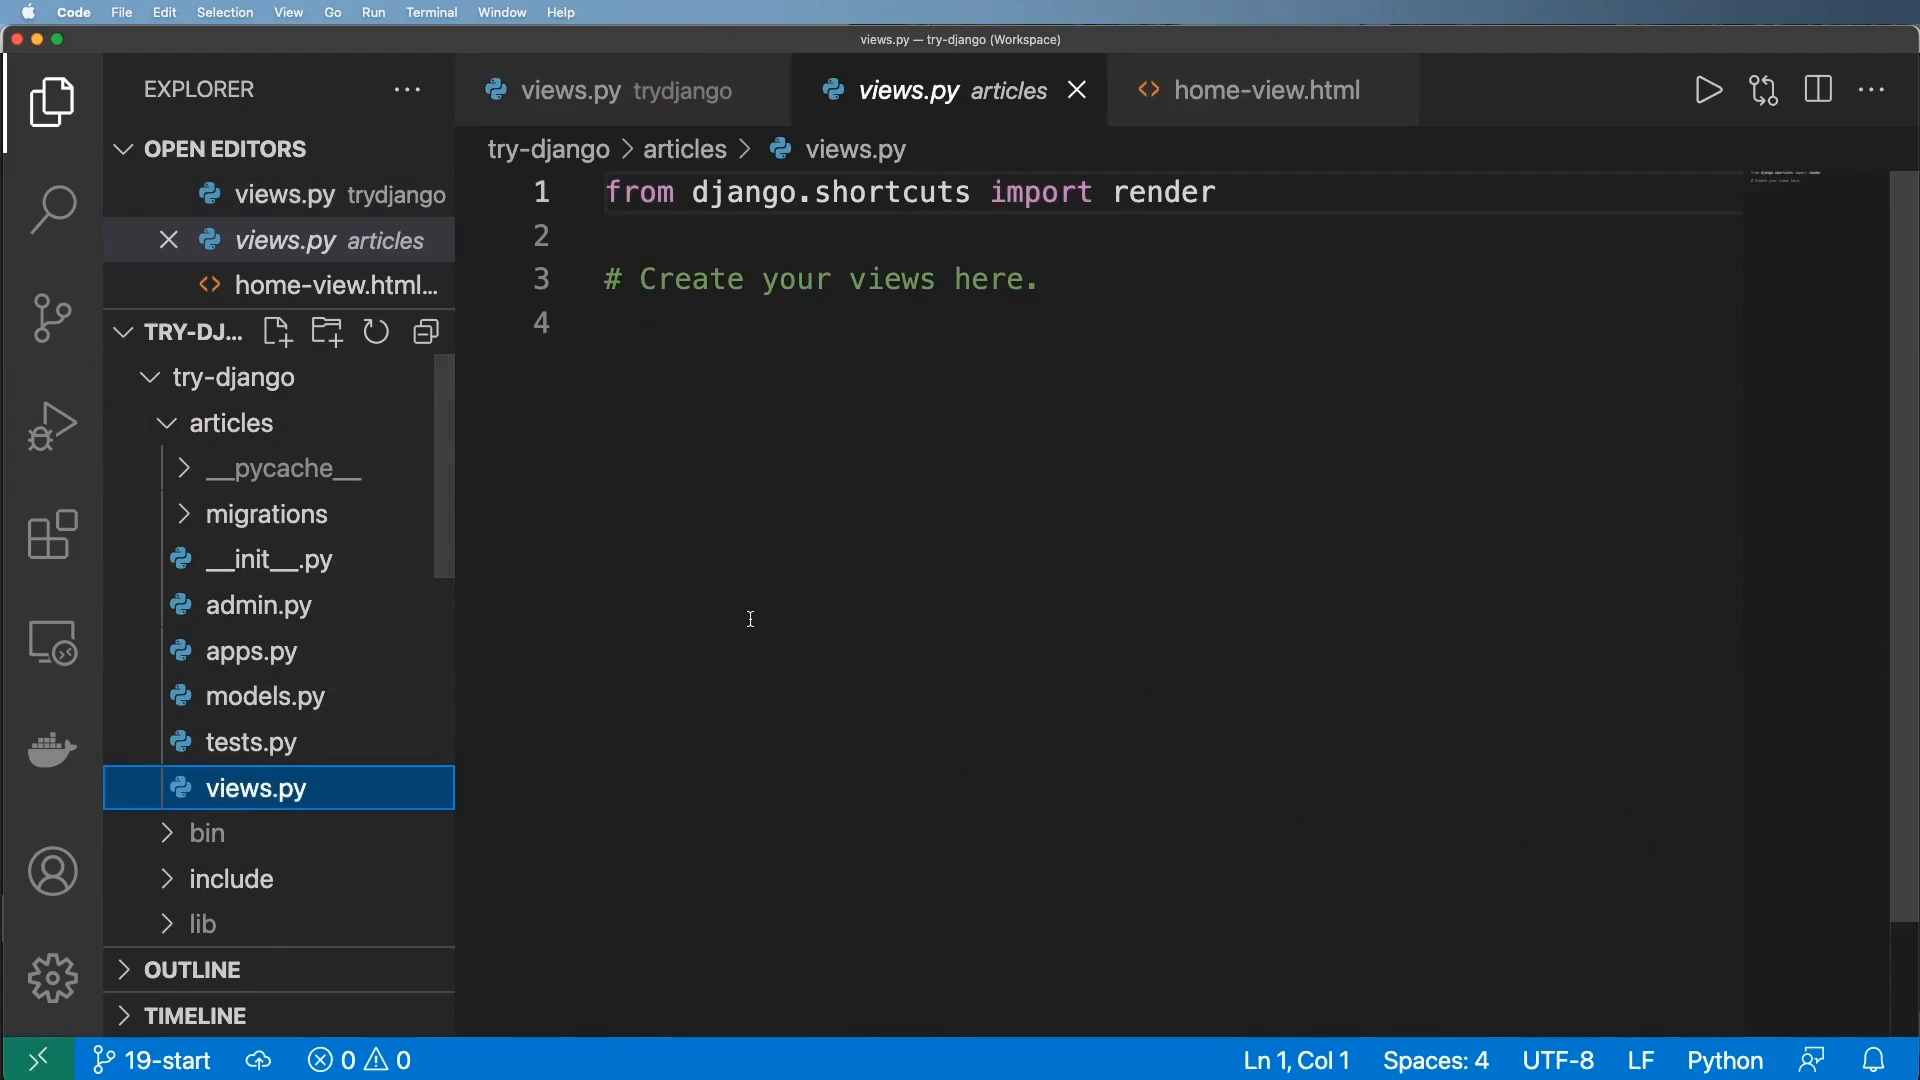 Code File Edit Selection View Go Run Terminal Window Help
views.py — try-django (Workspace)
EXPLORER
views.py trydjango
views.py articles
home-view.html
OPEN EDITORS
views.py trydjango
views.py articles
home-view.html...
TRY-DJ...
try-django
articles
__pycache__
migrations
__init__.py
admin.py
apps.py
models.py
tests.py
views.py
bin
include
lib
OUTLINE
TIMELINE
try-django > articles > views.py
1 from django.shortcuts import render
2
3 # Create your views here.
4
19-start 0 0 Ln 1, Col 1 Spaces: 4 UTF-8 LF Python